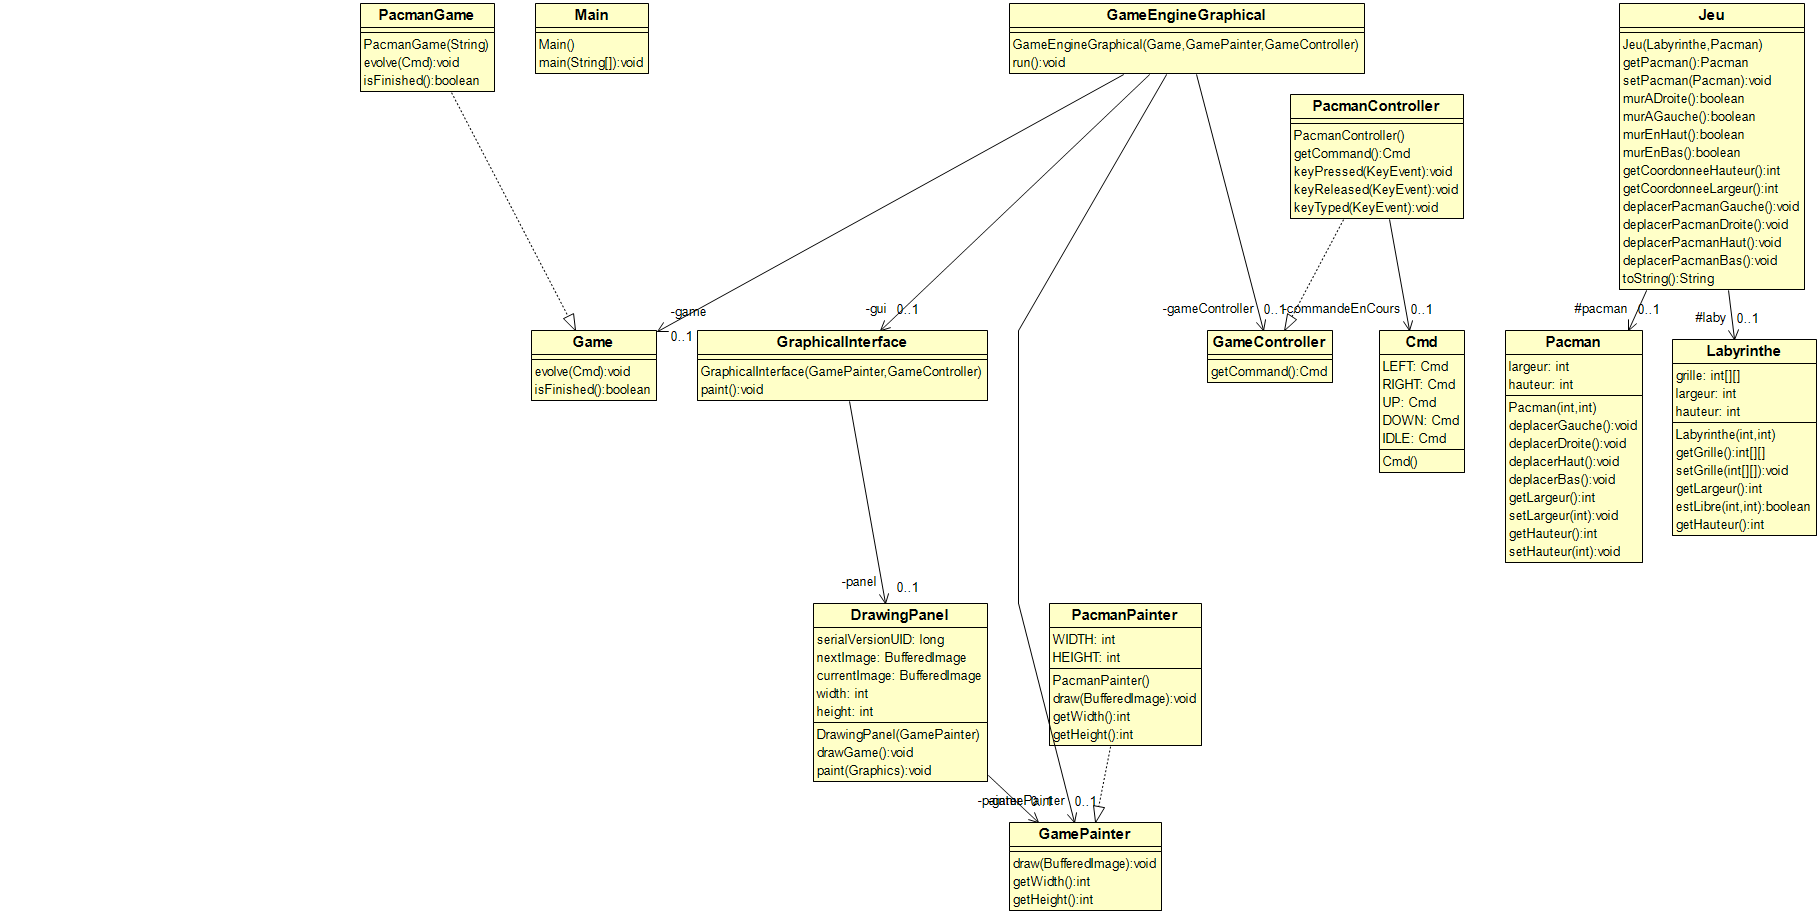 PacmanGame
PacmanGame(String)
evolve(Cmd):void
isFinished():boolean
Main
Main()
main(String[]):void
GameEngineGraphical
GameEngineGraphical(Game,GamePainter,GameController)
run():void
PacmanController
PacmanController()
getCommand():Cmd
keyPressed(KeyEvent):void
keyReleased(KeyEvent):void
keyTyped(KeyEvent):void
Jeu
Jeu(Labyrinthe,Pacman)
getPacman():Pacman
setPacman(Pacman):void
murADroite():boolean
murAGauche():boolean
murEnHaut():boolean
murEnBas():boolean
getCoordonneeHauteur():int
getCoordonneeLargeur():int
deplacerPacmanGauche():void
deplacerPacmanDroite():void
deplacerPacmanHaut():void
deplacerPacmanBas():void
toString():String
-game
0..1
-gui 0..1
-gameController 0..1
-commandeEnCours 0..1
#pacman 0..1
#laby 0..1
Game
evolve(Cmd):void
isFinished():boolean
GraphicalInterface
GraphicalInterface(GamePainter,GameController)
paint():void
GameController
getCommand():Cmd
Cmd
LEFT: Cmd
RIGHT: Cmd
UP: Cmd
DOWN: Cmd
IDLE: Cmd
Cmd()
Pacman
largeur: int
hauteur: int
Pacman(int,int)
deplacerGauche():void
deplacerDroite():void
deplacerHaut():void
deplacerBas():void
getLargeur():int
setLargeur(int):void
getHauteur():int
setHauteur(int):void
Labyrinthe
grille: int[][]
largeur: int
hauteur: int
Labyrinthe(int,int)
getGrille():int[][]
setGrille(int[][]):void
getLargeur():int
estLibre(int,int):boolean
getHauteur():int
-panel 0..1
DrawingPanel
serialVersionUID: long
nextImage: BufferedImage
currentImage: BufferedImage
width: int
height: int
DrawingPanel(GamePainter)
drawGame():void
paint(Graphics):void
PacmanPainter
WIDTH: int
HEIGHT: int
PacmanPainter()
draw(BufferedImage):void
getWidth():int
getHeight():int
-painter 0..1
-gamePainter 0..1
GamePainter
draw(BufferedImage):void
getWidth():int
getHeight():int